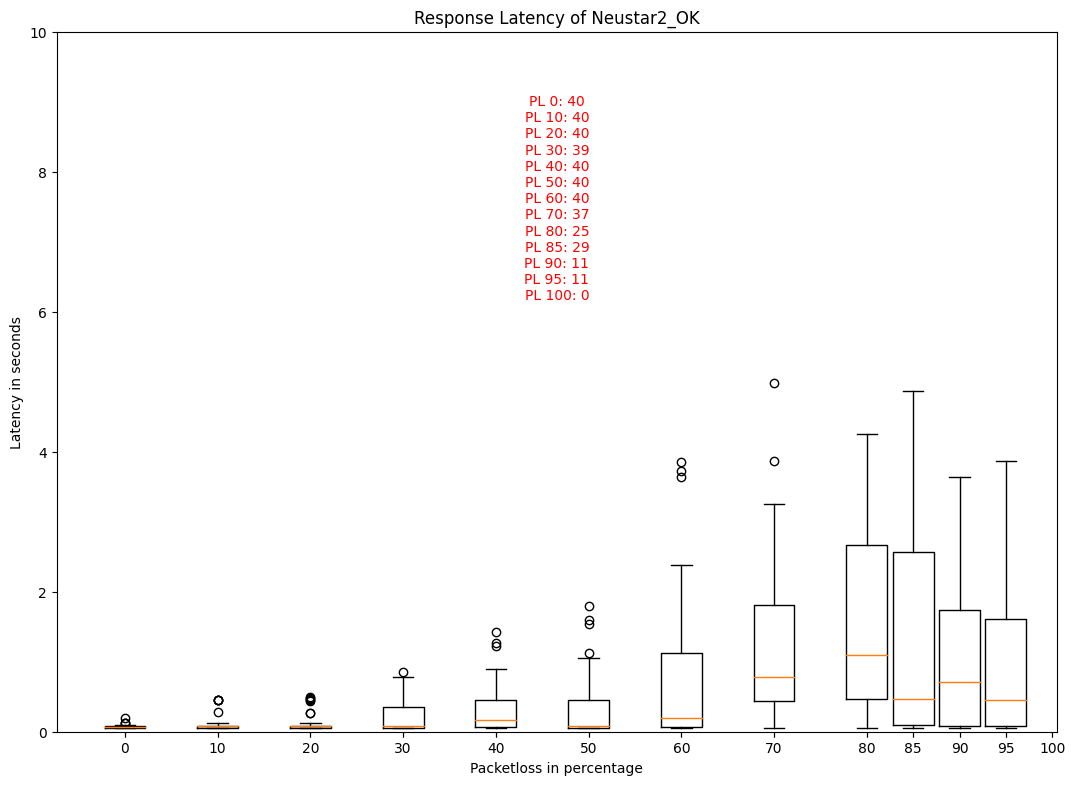 Response Latency of Neustar2_OK
10
8
6
4
2
0
Latency in seconds
PL 0: 40
PL 10: 40
PL 20: 40
PL 30: 39
PL 40: 40
PL 50: 40
PL 60: 40
PL 70: 37
PL 80: 25
PL 85: 29
PL 90: 11
PL 95: 11
PL 100: 0
0 10 20 30 40 50 60 70 80 85 90 95 100
Packetloss in percentage